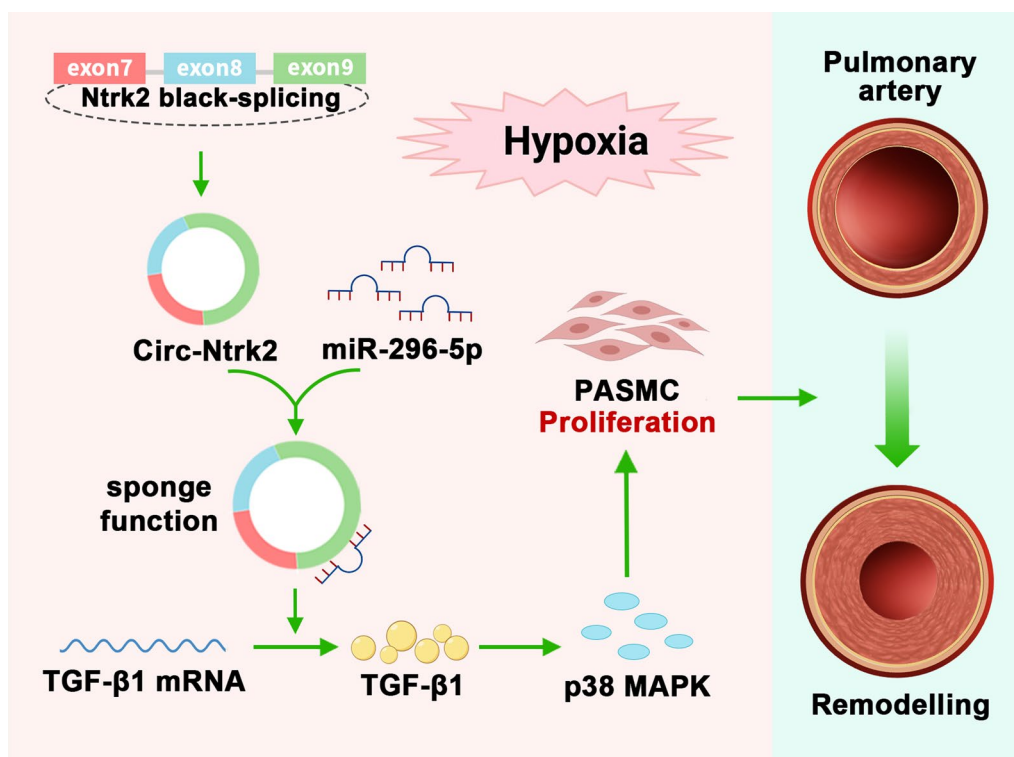 exon7 exon8 exon9
Ntrk2 black-splicing
Hypoxia
Circ-Ntrk2
miR-296-5p
sponge
function
TGF-β1 mRNA
TGF-β1
p38 MAPK
PASMC
Proliferation
Pulmonary
artery
Remodelling